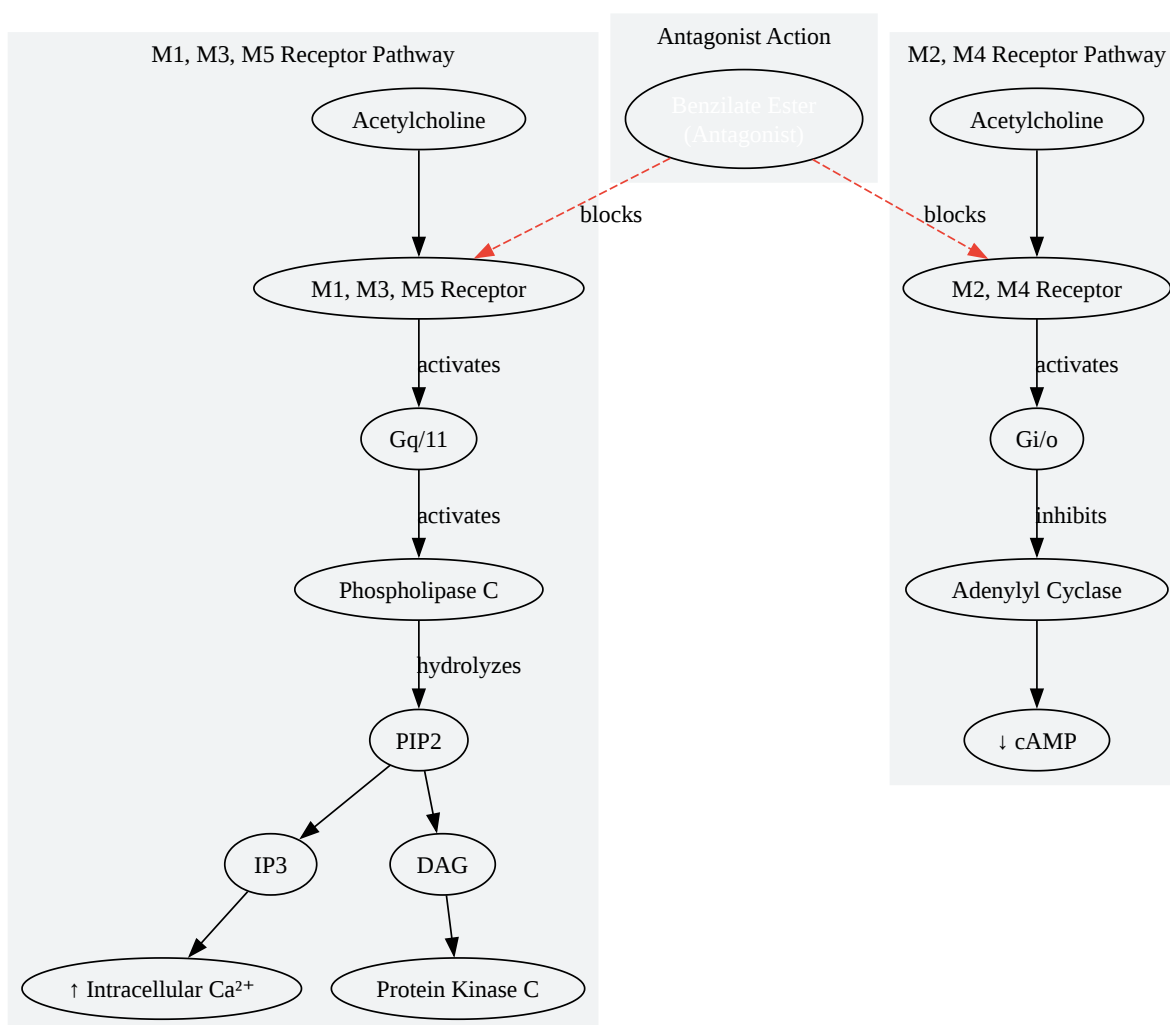 M1, M3, M5 Receptor Pathway
Acetylcholine
M1, M3, M5 Receptor
activates
Gq/11
activates
Phospholipase C
hydrolyzes
PIP2
IP3
DAG
↑ Intracellular Ca²⁺
Protein Kinase C
Antagonist Action
Benzilate Ester
(Antagonist)
blocks
blocks
M2, M4 Receptor Pathway
Acetylcholine
M2, M4 Receptor
activates
Gi/o
inhibits
Adenylyl Cyclase
↓ cAMP